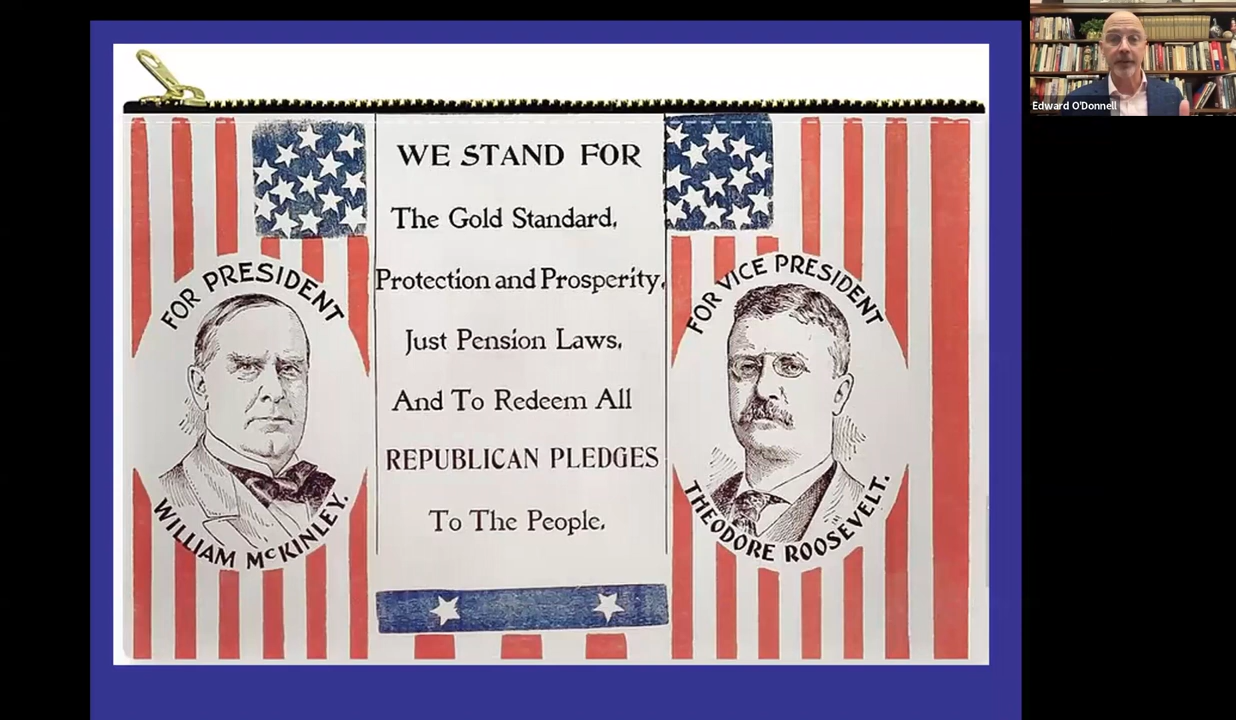 Edward O'Donnell
WE STAND FOR
The Gold Standard,
Protection and Prosperity,
Just Pension Laws,
And To Redeem All
REPUBLICAN PLEDGES
To The People,
FOR PRESIDENT
WILLIAM McKINLEY.
FOR VICE PRESIDENT
THEODORE ROOSEVELT.